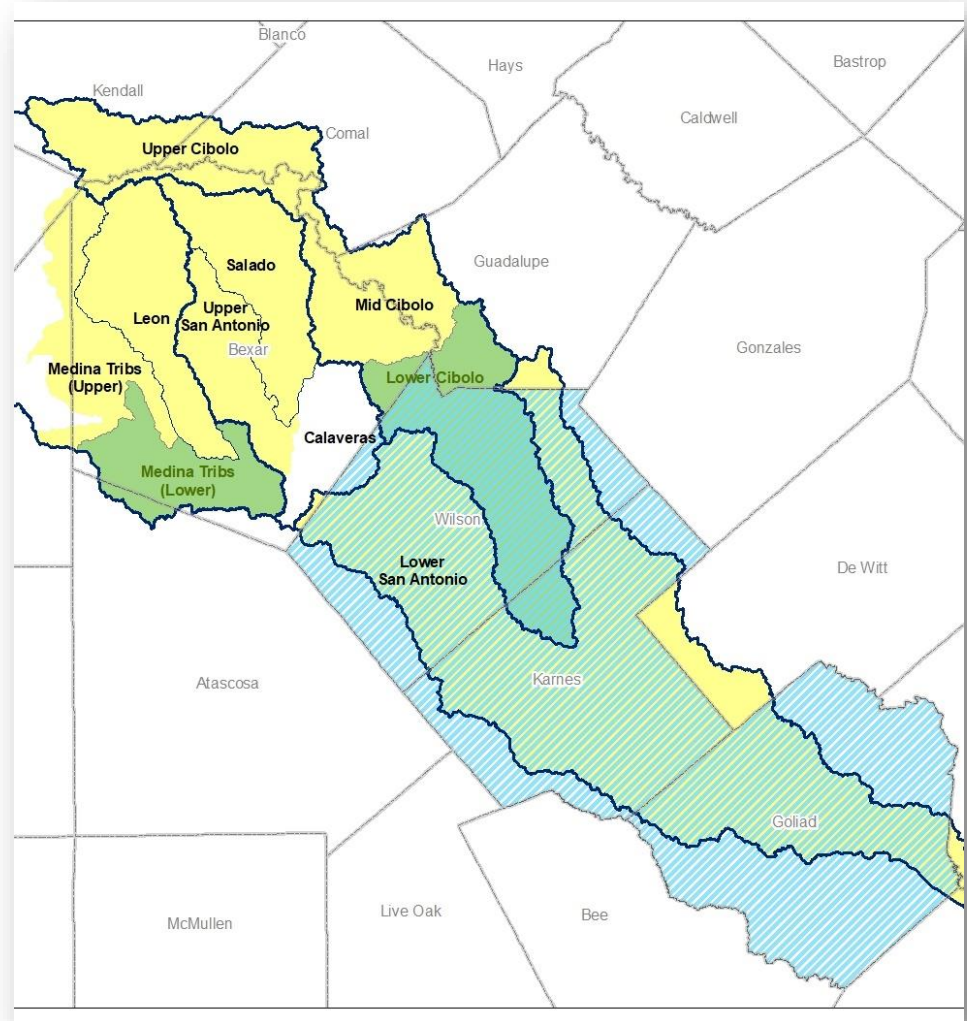 Blanco
Hays
Bastrop
Kendall
Caldwell
Comal
Upper Cibolo
Guadalupe
Salado
Mid Cibolo
Upper
San Antonio
Leon
Bexar
Gonzales
Medina Tribs
(Upper)
Lower Cibolo
Calaveras
Medina Tribs
(Lower)
Wilson
Lower
San Antonio
De Witt
Karnes
Atascosa
Goliad
Live Oak
Bee
McMullen